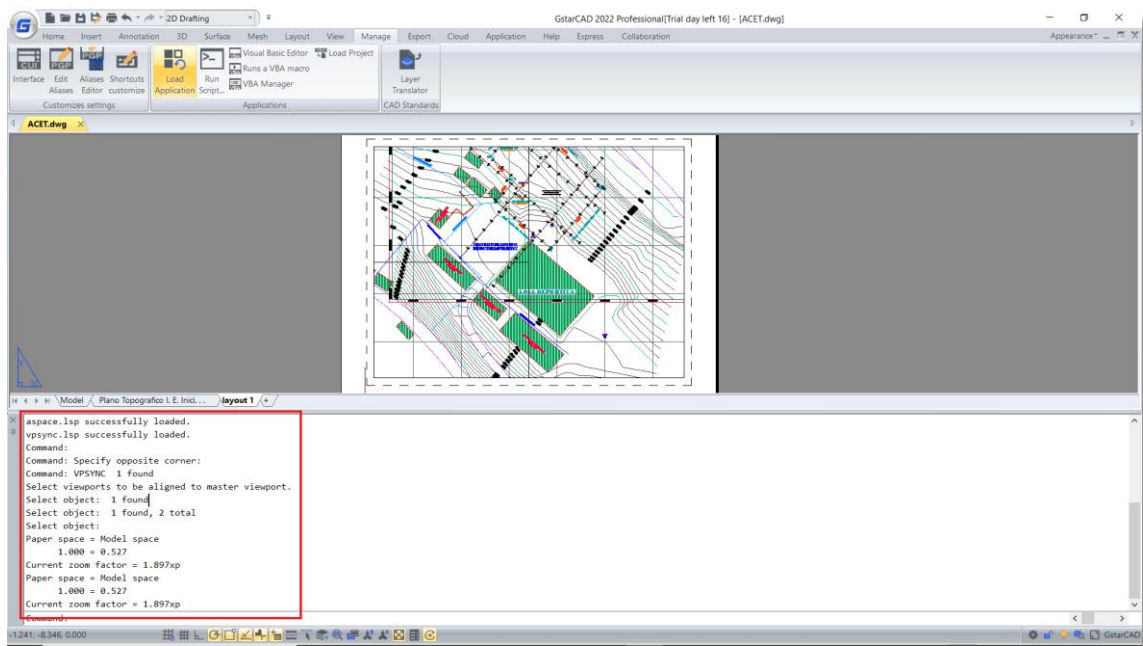 2D Drafting
GstarCAD 2022 Professional[Trial day left 16] - [ACET.dwg]
Home Insert Annotation 3D Surface Mesh Layout View Manage Export Cloud Application Help Express Collaboration
Appearance
CUI PGP PGP
Interface
Edit Aliases
Aliases Editor
Shortcuts customize
Load Application
Run Script...
Visual Basic Editor
Runs a VBA macro
VBA Manager
Load Project
Layer Translator
Customizes settings
Applications
CAD Standards
ACET.dwg
Model
Plano Topografico I. E. Inici. . .
layout 1
aspace.lsp successfully loaded.
vpsync.lsp successfully loaded.
Command:
Command: Specify opposite corner:
Command: VPSYNC 1 found
Select viewports to be aligned to master viewport.
Select object: 1 found
Select object: 1 found, 2 total
Select object:
Paper space = Model space
1.000 = 0.527
Current zoom factor = 1.897xp
Paper space = Model space
1.000 = 0.527
Current zoom factor = 1.897xp
Command:
-1.241, -8.346, 0.000
GstarCAD